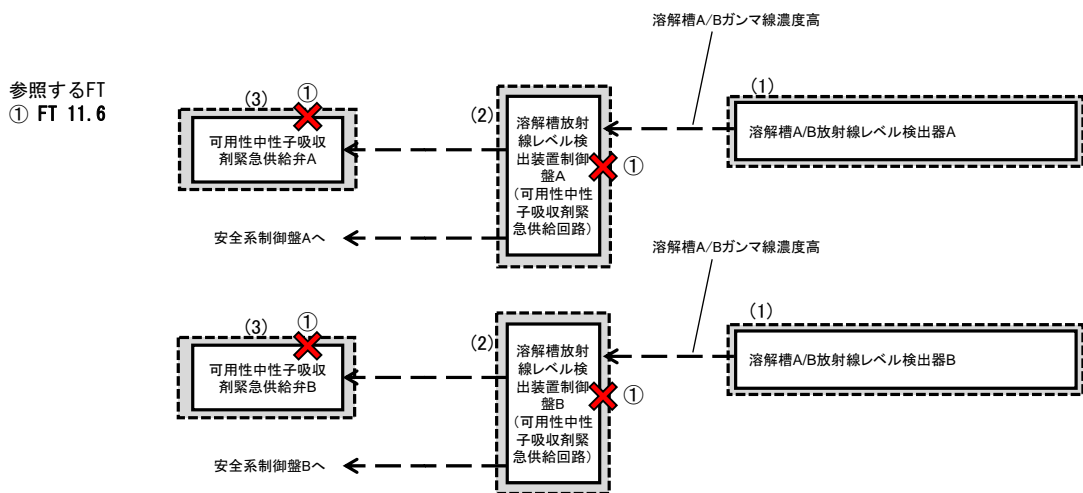 溶解槽A/Bガンマ線濃度高
参照するFT
① FT 11.6
(3)
①
可用性中性子吸収
剤緊急供給弁A
(2)
溶解槽放射
線レベル検
出装置制御
盤A
(可用性中性
子吸収剤緊
急供給回路)
①
(1)
溶解槽A/B放射線レベル検出器A
安全系制御盤Aへ
溶解槽A/Bガンマ線濃度高
(3)
①
可用性中性子吸収
剤緊急供給弁B
(2)
溶解槽放射
線レベル検
出装置制御
盤B
(可用性中性
子吸収剤緊
急供給回路)
①
(1)
溶解槽A/B放射線レベル検出器B
安全系制御盤Bへ